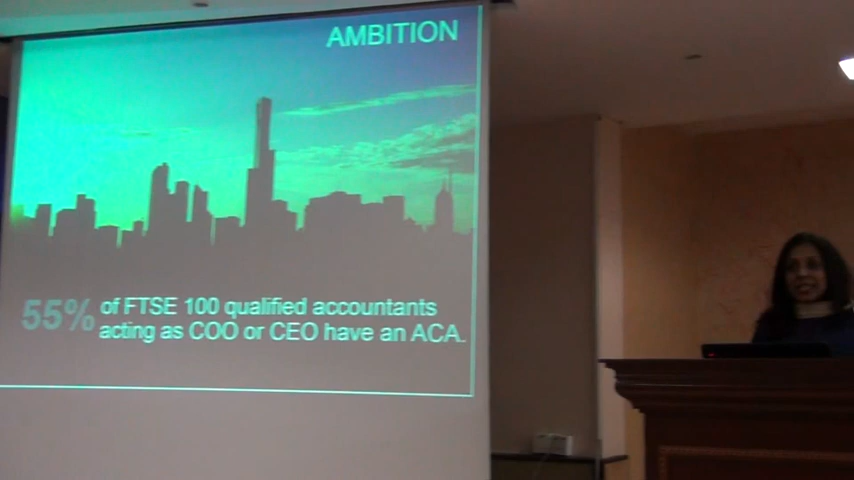 AMBITION
55% of FTSE 100 qualified accountants
acting as COO or CEO have an ACA.